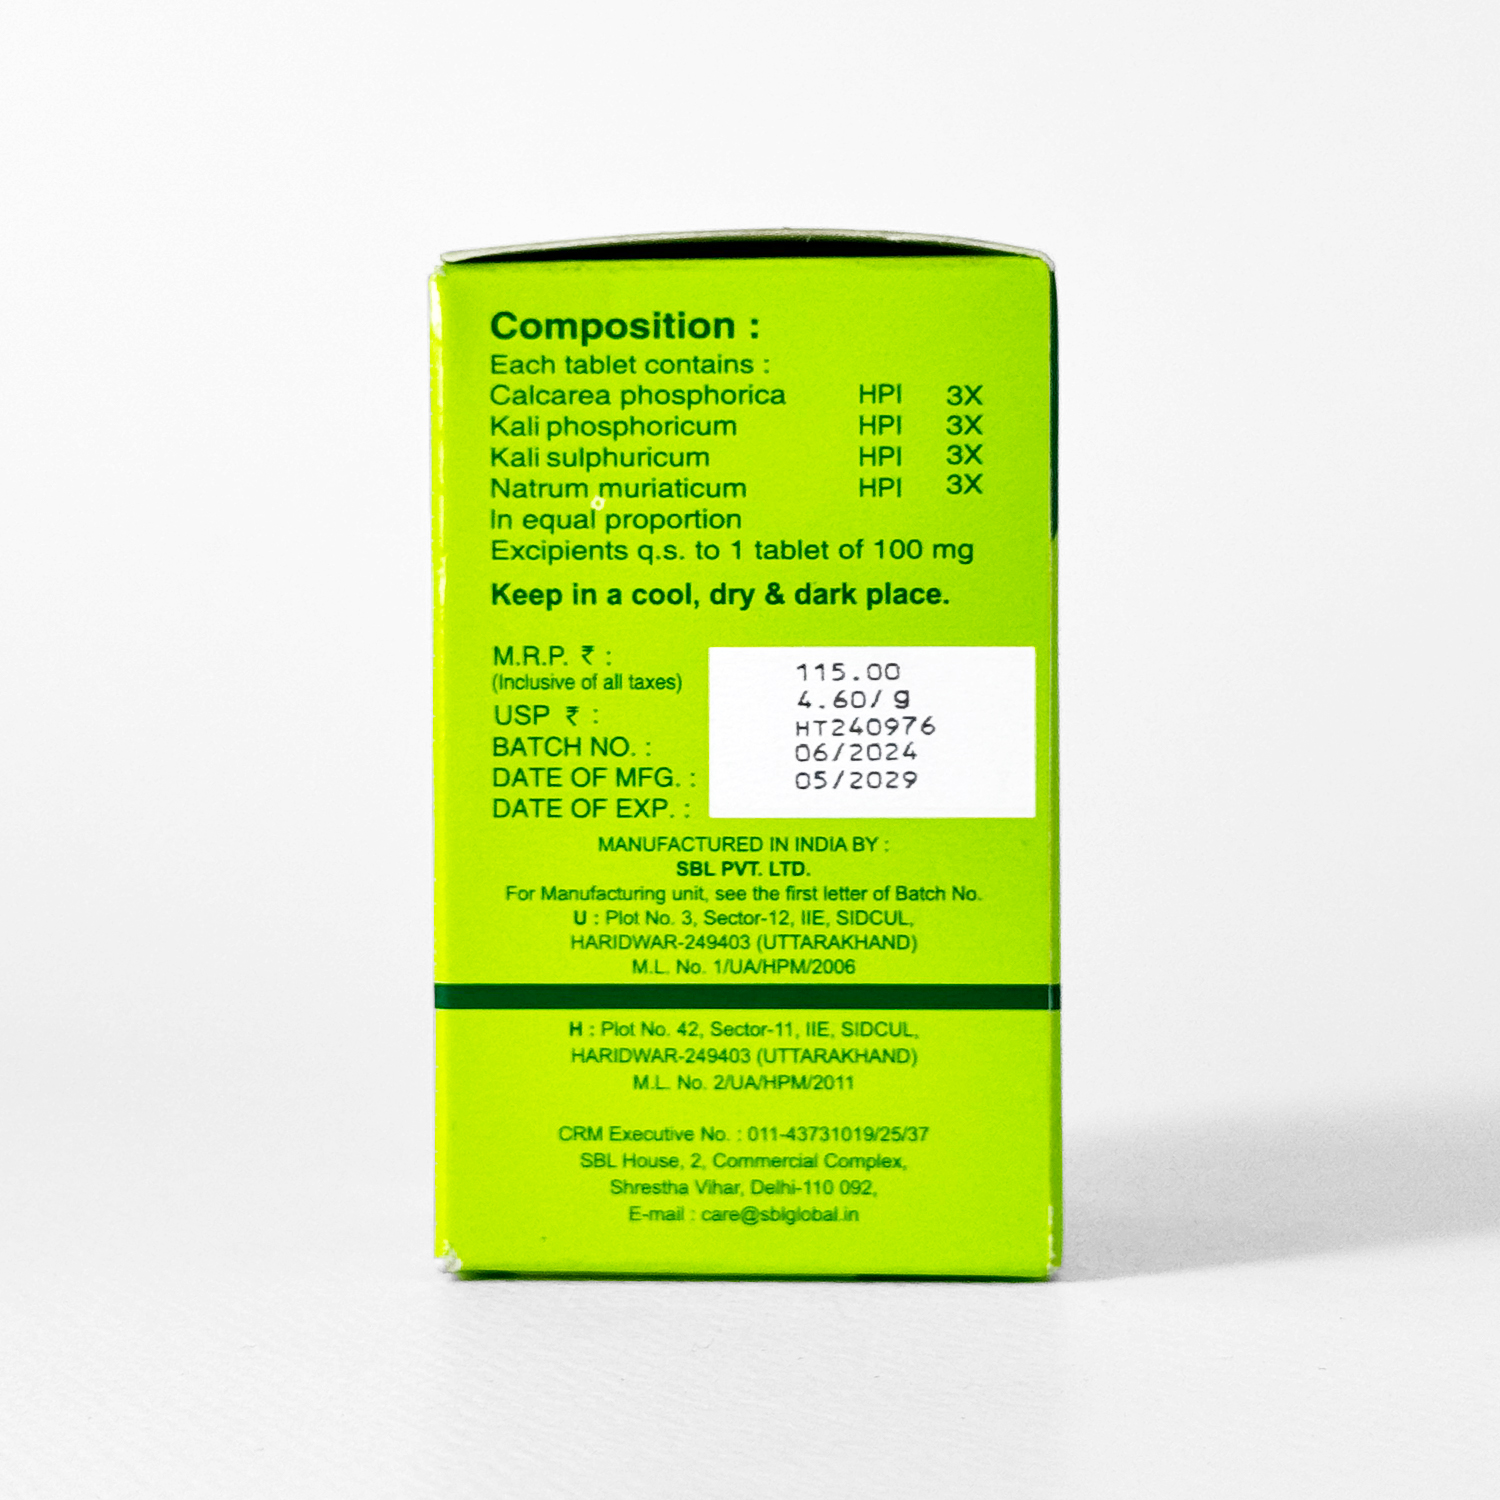 Composition :
Each tablet contains :
Calcarea phosphorica HPI 3X
Kali phosphoricum HPI 3X
Kali sulphuricum HPI 3X
Natrum muriaticum HPI 3X
In equal proportion
Excipients q.s. to 1 tablet of 100 mg
Keep in a cool, dry & dark place.
M.R.P. ₹ : 115.00
(Inclusive of all taxes)
USP ₹ : 4.60/ g
BATCH NO. : HT240976
DATE OF MFG. : 06/2024
DATE OF EXP. : 05/2029
MANUFACTURED IN INDIA BY :
SBL PVT. LTD.
For Manufacturing unit, see the first letter of Batch No.
U : Plot No. 3, Sector-12, IIE, SIDCUL,
HARIDWAR-249403 (UTTARAKHAND)
M.L. No. 1/UA/HPM/2006
H : Plot No. 42, Sector-11, IIE, SIDCUL,
HARIDWAR-249403 (UTTARAKHAND)
M.L. No. 2/UA/HPM/2011
CRM Executive No. : 011-43731019/25/37
SBL House, 2, Commercial Complex,
Shrestha Vihar, Delhi-110 092,
E-mail : care@sblglobal.in